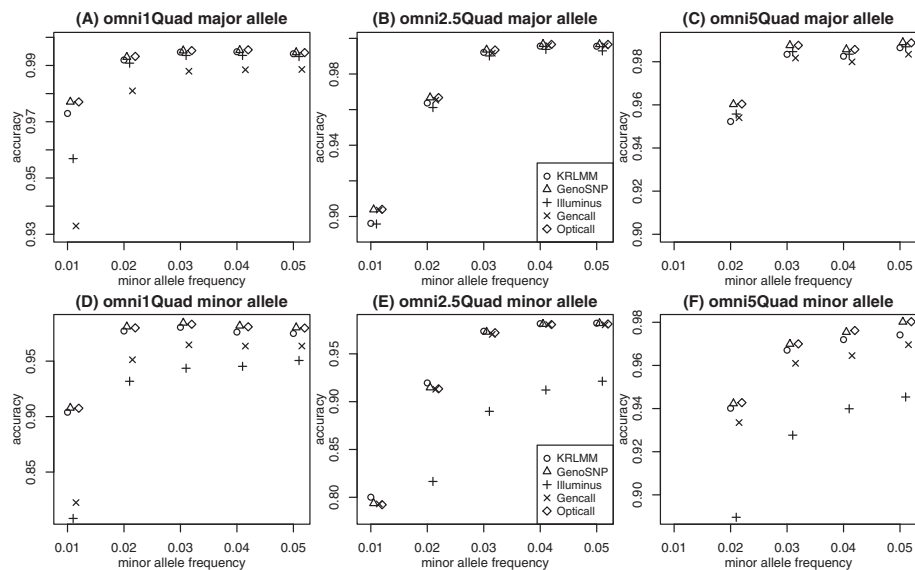 (A) omni1Quad major allele
accuracy
0.93 0.95 0.97 0.99
0.01 0.02 0.03 0.04 0.05
minor allele frequency
(B) omni2.5Quad major allele
accuracy
0.90 0.94 0.96 0.98
KRLMM
GenoSNP
Illuminus
Gencall
Opticall
0.01 0.02 0.03 0.04 0.05
minor allele frequency
(C) omni5Quad major allele
accuracy
0.90 0.92 0.94 0.96 0.98
0.01 0.02 0.03 0.04 0.05
minor allele frequency
(D) omni1Quad minor allele
accuracy
0.85 0.90 0.95
0.01 0.02 0.03 0.04 0.05
minor allele frequency
(E) omni2.5Quad minor allele
accuracy
0.80 0.85 0.90 0.95
KRLMM
GenoSNP
Illuminus
Gencall
Opticall
0.01 0.02 0.03 0.04 0.05
minor allele frequency
(F) omni5Quad minor allele
accuracy
0.90 0.92 0.94 0.96 0.98
0.01 0.02 0.03 0.04 0.05
minor allele frequency